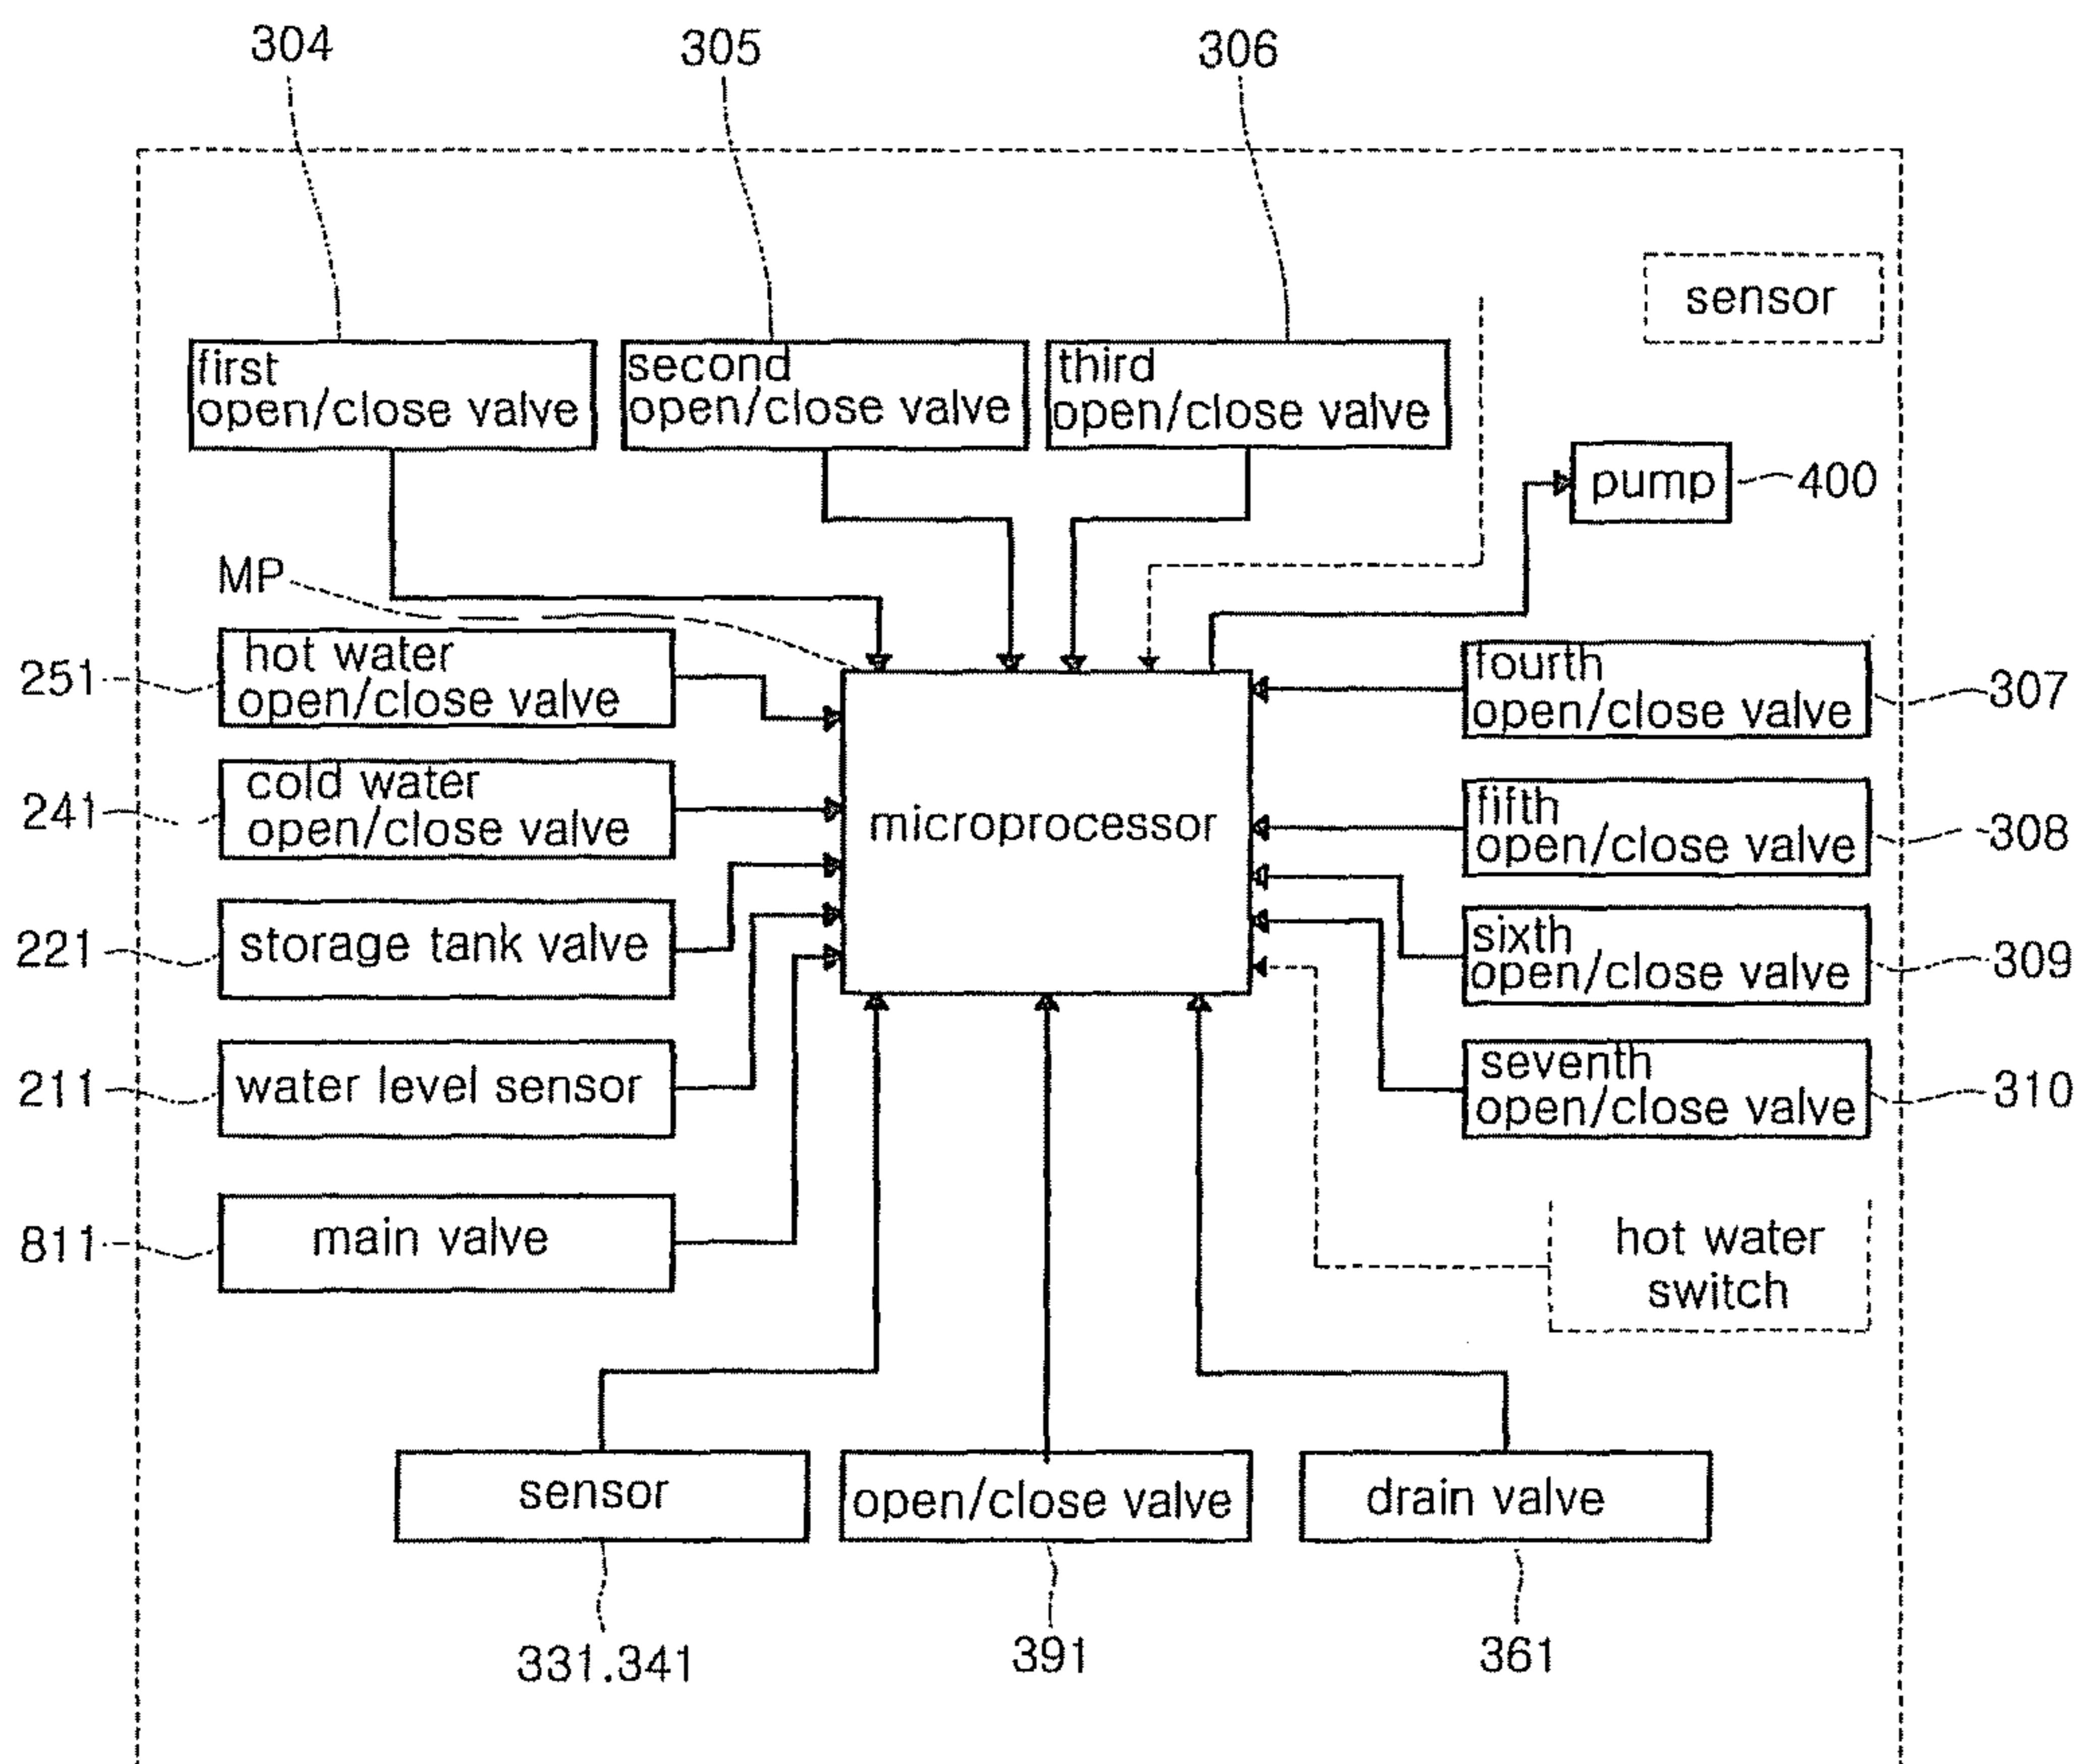 304
305
306
sensor
first
open/close valve
second
open/close valve
third
open/close valve
pump
400
MP
hot water
open/close valve
251
fourth
open/close valve
307
cold water
open/close valve
241
microprocessor
fifth
open/close valve
308
storage tank valve
221
sixth
open/close valve
309
water level sensor
211
seventh
open/close valve
310
main valve
811
hot water
switch
sensor
open/close valve
drain valve
331.341
391
361